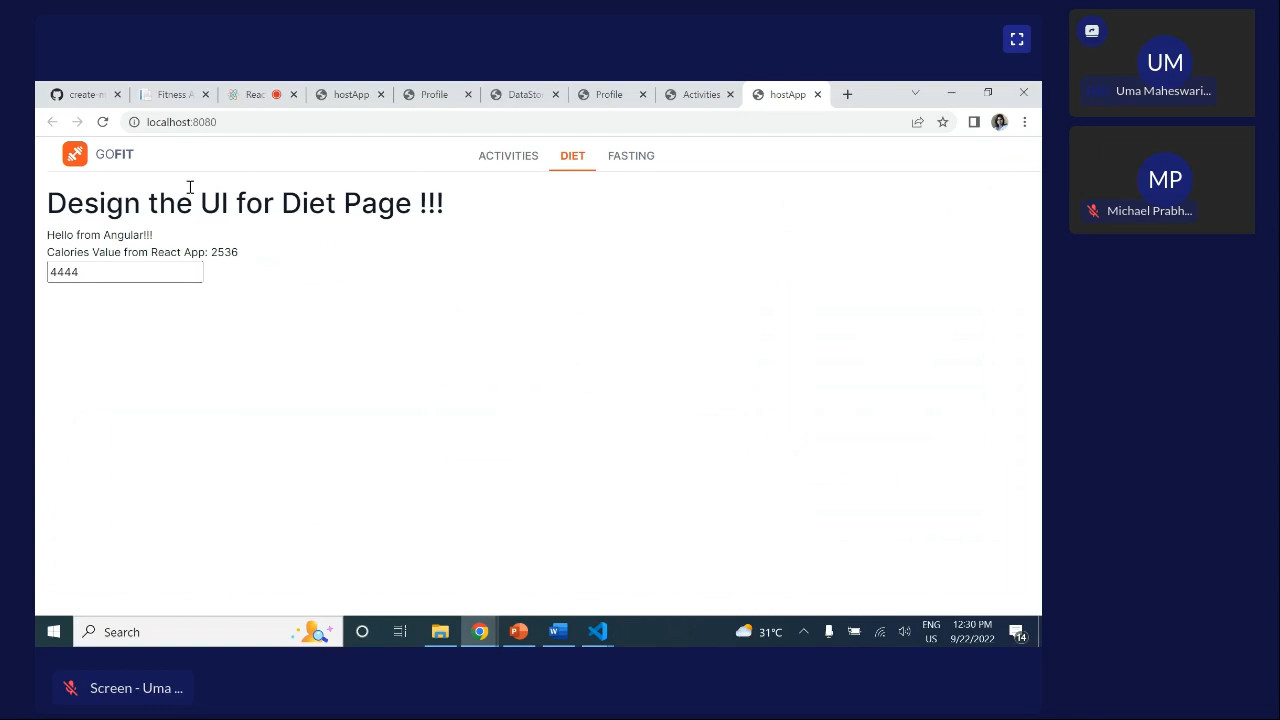 create-m
Fitness A
Reac
hostApp
Profile
DataSto
Profile
Activities
hostApp
localhost:8080
GOFIT
ACTIVITIES DIET FASTING
Design the UI for Diet Page !!!
Hello from Angular!!!
Calories Value from React App: 2536
4444
Search
31°C
ENG
US
12:30 PM
9/22/2022
14
Screen - Uma ...
UM
Uma Maheswari...
MP
Michael Prabh...